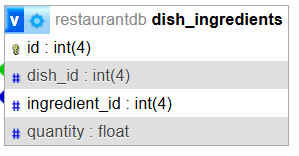 v restaurantdb dish_ingredients
id : int(4)
# dish_id : int(4)
# ingredient_id : int(4)
# quantity : float